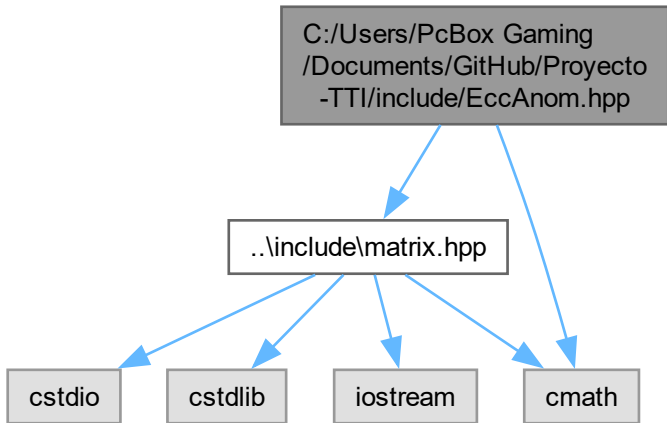 C:/Users/PcBox Gaming
/Documents/GitHub/Proyecto
-TTI/include/EccAnom.hpp
..\include\matrix.hpp
cstdio
cstdlib
iostream
cmath